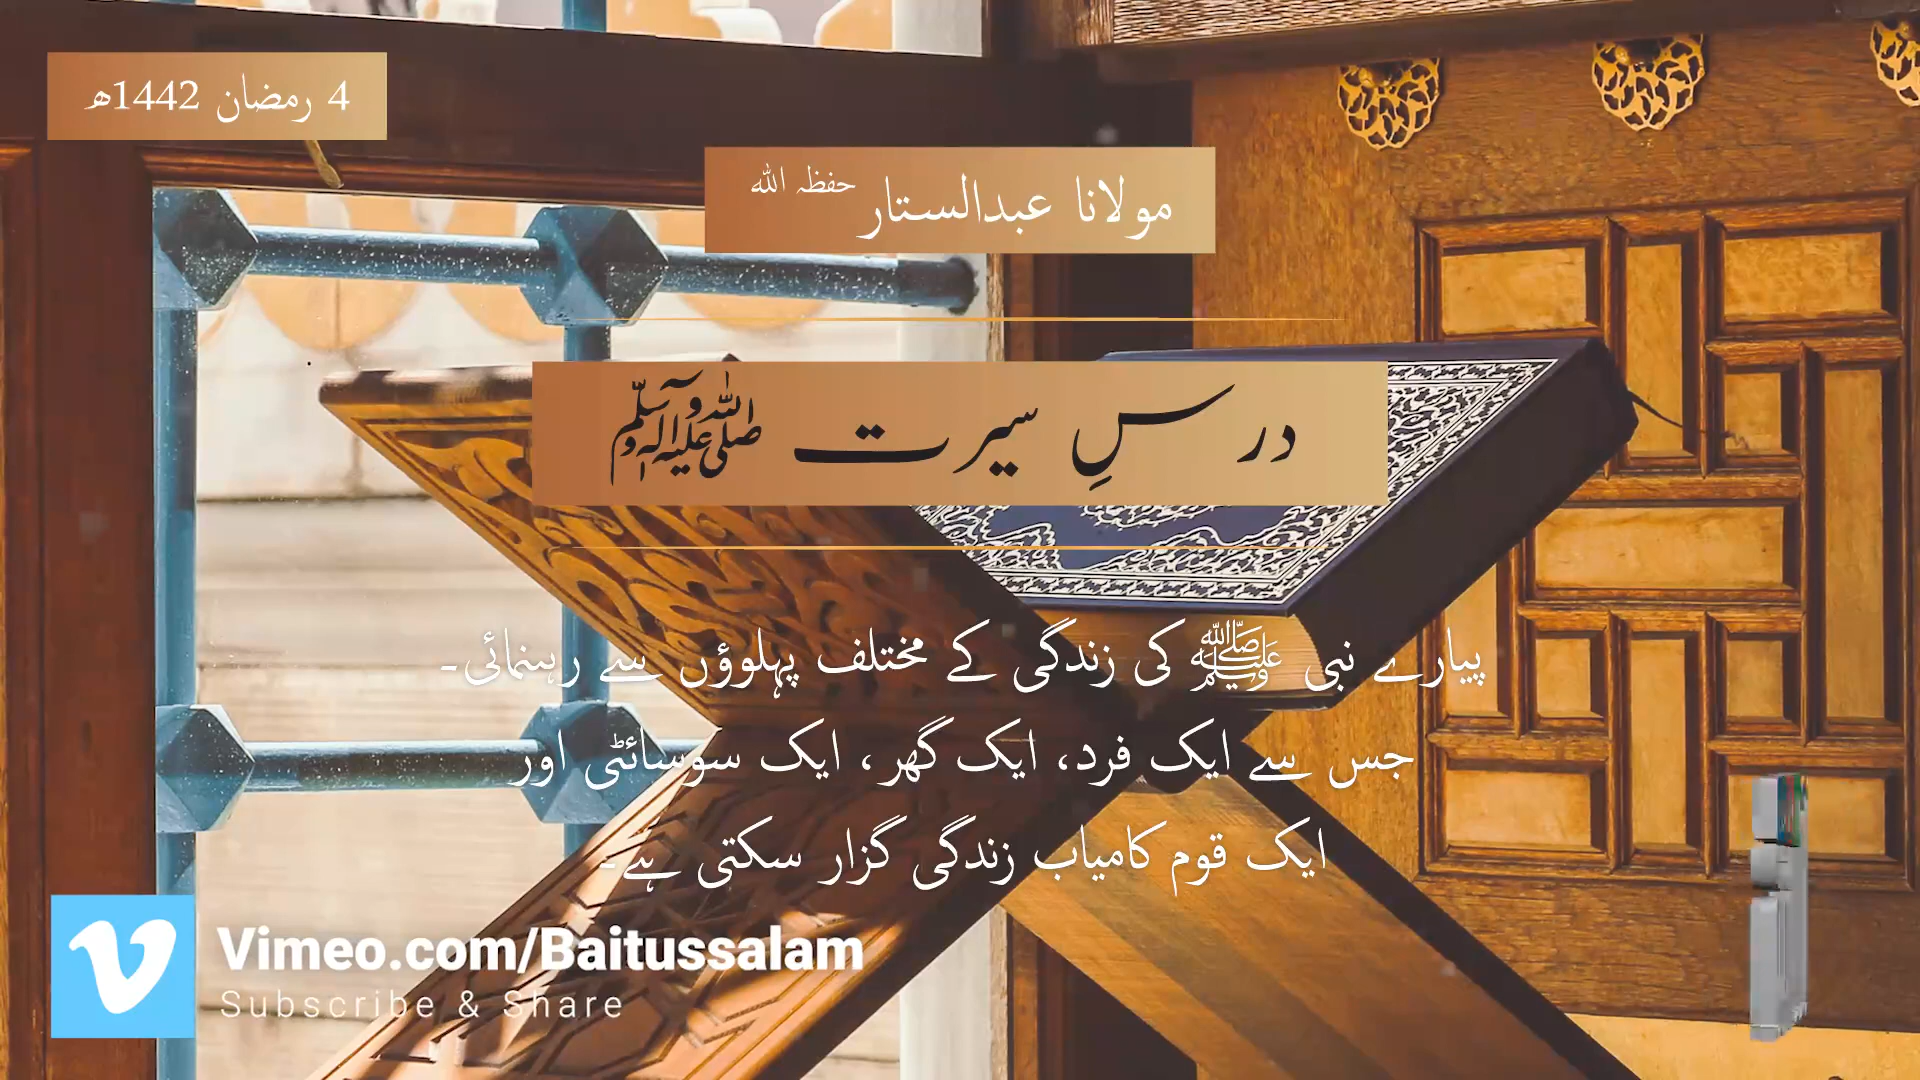 4 رمضان 1442ھ
مولانا عبدالستار حفظہ اللہ
درسِ سیرت صلی اللہ علیہ وآلہ وسلم
پیارے نبی ﷺ کی زندگی کے مختلف پہلوؤں سے رہنمائی۔
جس سے ایک فرد، ایک گھر، ایک سوسائٹی اور
ایک قوم کامیاب زندگی گزار سکتی ہے۔
Vimeo.com/Baitussalam
Subscribe & Share